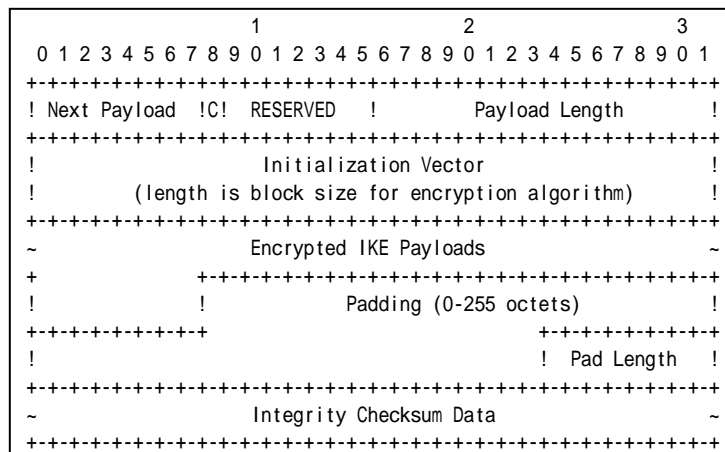 1                   2                   3
 0 1 2 3 4 5 6 7 8 9 0 1 2 3 4 5 6 7 8 9 0 1 2 3 4 5 6 7 8 9 0 1
+-+-+-+-+-+-+-+-+-+-+-+-+-+-+-+-+-+-+-+-+-+-+-+-+-+-+-+-+-+-+-+-+
! Next Payload  !C!  RESERVED   !         Payload Length        !
+-+-+-+-+-+-+-+-+-+-+-+-+-+-+-+-+-+-+-+-+-+-+-+-+-+-+-+-+-+-+-+-+
!                     Initialization Vector                     !
!         (length is block size for encryption algorithm)       !
+-+-+-+-+-+-+-+-+-+-+-+-+-+-+-+-+-+-+-+-+-+-+-+-+-+-+-+-+-+-+-+-+
~                    Encrypted IKE Payloads                     ~
+               +-+-+-+-+-+-+-+-+-+-+-+-+-+-+-+-+-+-+-+-+-+-+-+-+
!               !             Padding (0-255 octets)            !
+-+-+-+-+-+-+-+-+                               +-+-+-+-+-+-+-+-+
!                                               !  Pad Length   !
+-+-+-+-+-+-+-+-+-+-+-+-+-+-+-+-+-+-+-+-+-+-+-+-+-+-+-+-+-+-+-+-+
~                    Integrity Checksum Data                    ~
+-+-+-+-+-+-+-+-+-+-+-+-+-+-+-+-+-+-+-+-+-+-+-+-+-+-+-+-+-+-+-+-+